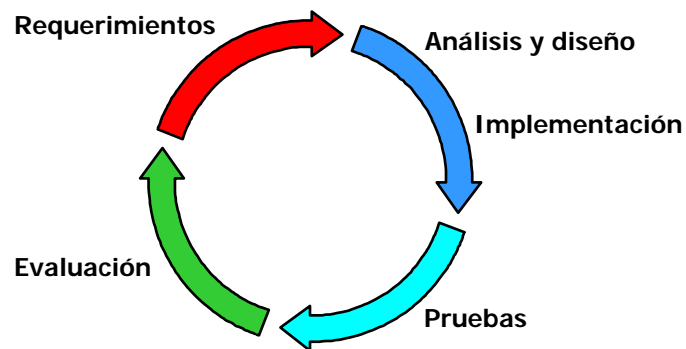 Requerimientos
Análisis y diseño
Implementación
Pruebas
Evaluación